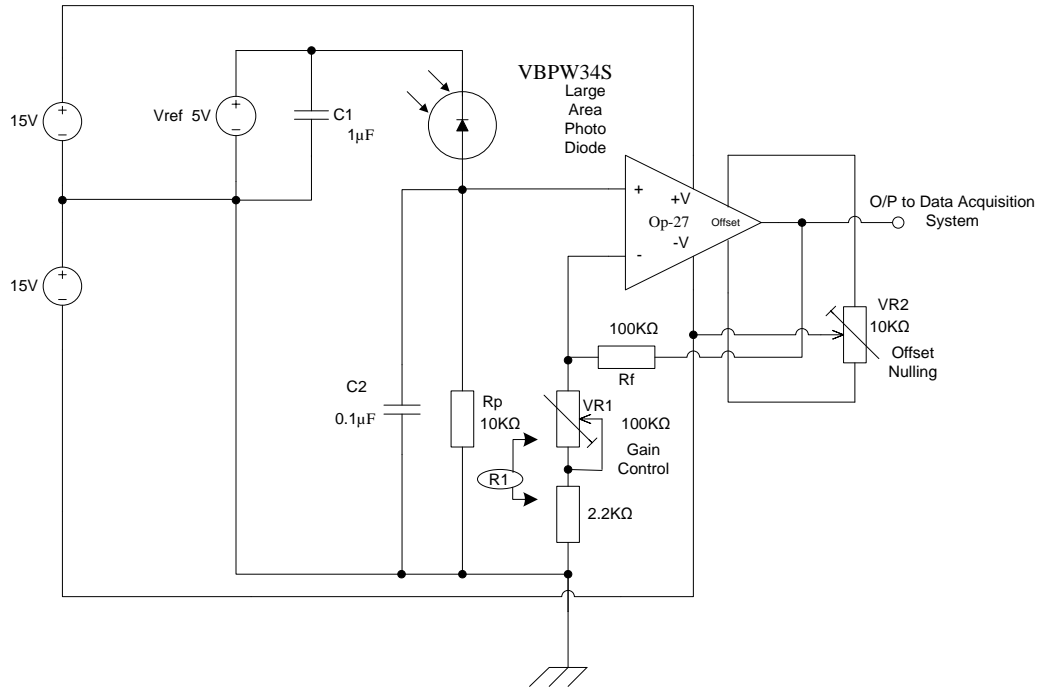 VBPW34S
Large
Area
Photo
Diode
15V
+
−
Vref 5V
+
−
C1
1µF
+
+V
Op-27
Offset
-V
-
O/P to Data Acquisition
System
15V
+
−
VR2
10KΩ
Offset
Nulling
100KΩ
Rf
C2
0.1µF
Rp
10KΩ
VR1
100KΩ
Gain
Control
R1
2.2KΩ